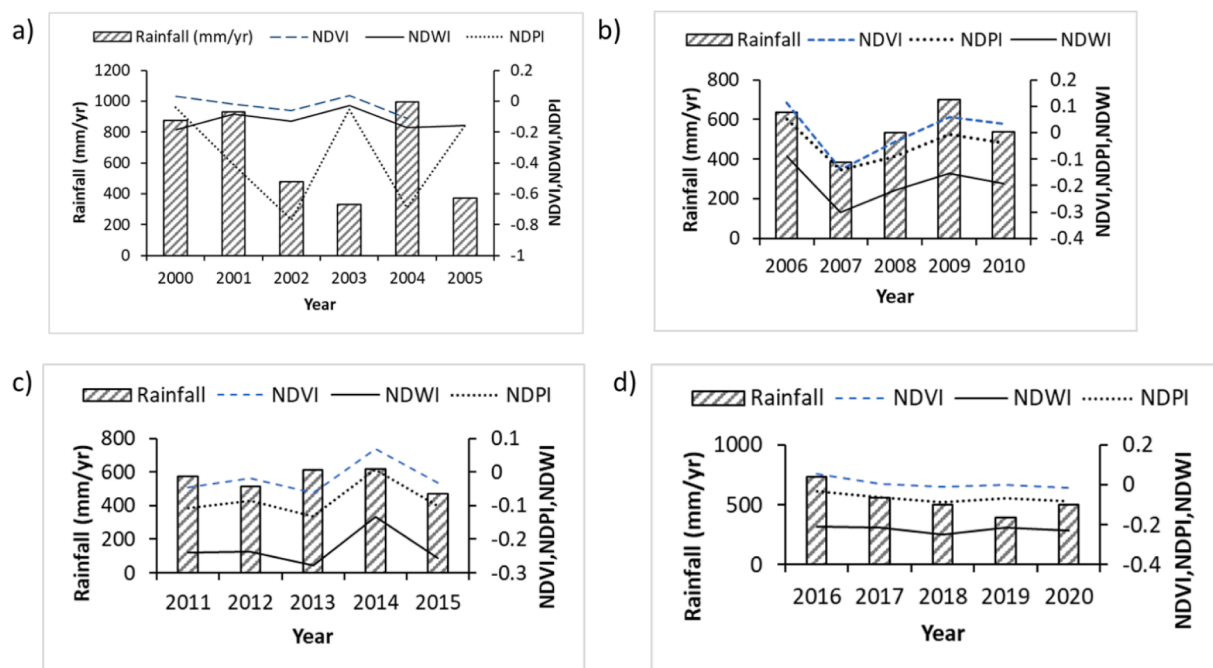 a)
Rainfall (mm/yr) NDVI NDWI NDPI
1200 0.2
1000 0
800 -0.2
600 -0.4
400 -0.6
200 -0.8
0 -1
Rainfall (mm/yr)
NDVI,NDWI,NDPI
2000 2001 2002 2003 2004 2005
Year
b)
Rainfall NDVI NDPI NDWI
800 0.2
0.1
600 0
400 -0.1
200 -0.2
-0.3
0 -0.4
Rainfall (mm/yr)
NDVI,NDPI,NDWI
2006 2007 2008 2009 2010
Year
c)
Rainfall NDVI NDWI NDPI
800 0.1
600 0
400 -0.1
200 -0.2
0 -0.3
Rainfall (mm/yr)
NDVI,NDPI,NDWI
2011 2012 2013 2014 2015
Year
d)
Rainfall NDVI NDWI NDPI
1000 0.2
0
500 -0.2
0 -0.4
Rainfall (mm/yr)
NDVI,NDPI,NDWI
2016 2017 2018 2019 2020
Year